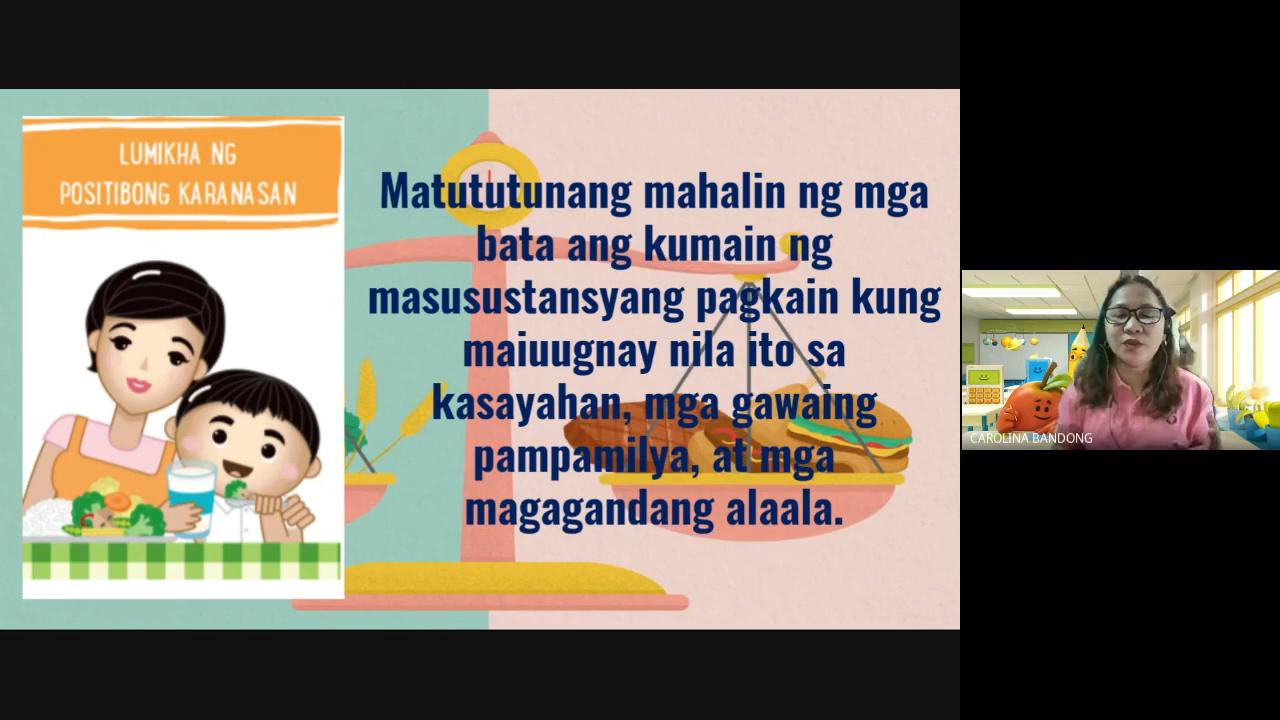 LUMIKHA NG
POSITIBONG KARANASAN
Matututunang mahalin ng mga
bata ang kumain ng
masusustansyang pagkain kung
maiuugnay nila ito sa
kasayahan, mga gawaing
pampamilya, at mga
magagandang alaala.
CAROLINA BANDONG